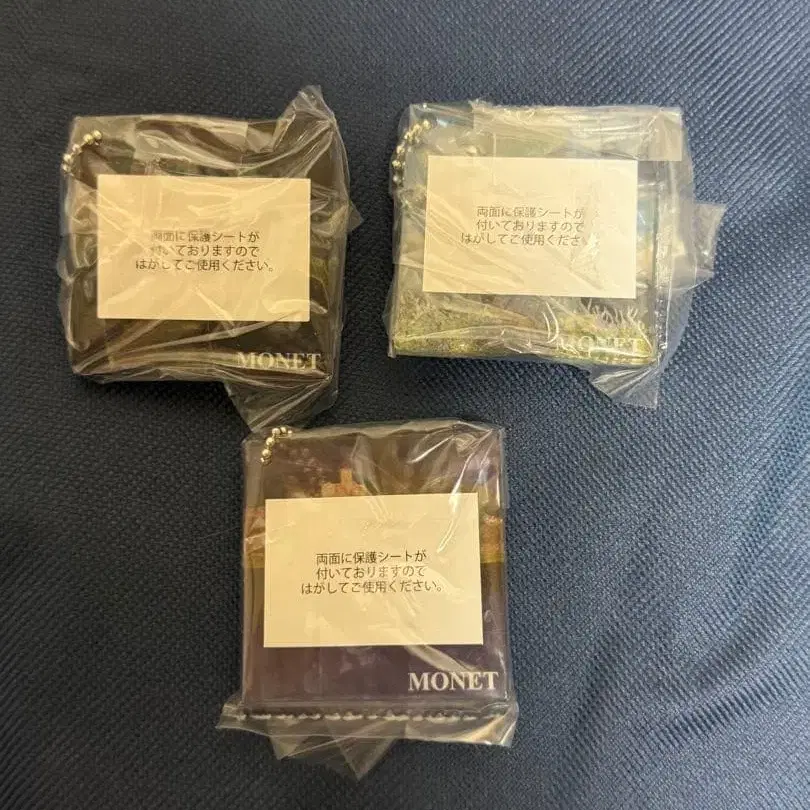 両面に保護シートが
付いておりますので
はがしてご使用ください。
MONET
両面に保護シートが
付いておりますので
はがしてご使用ください
MONET
両面に保護シートが
付いておりますので
はがしてご使用ください。
MONET